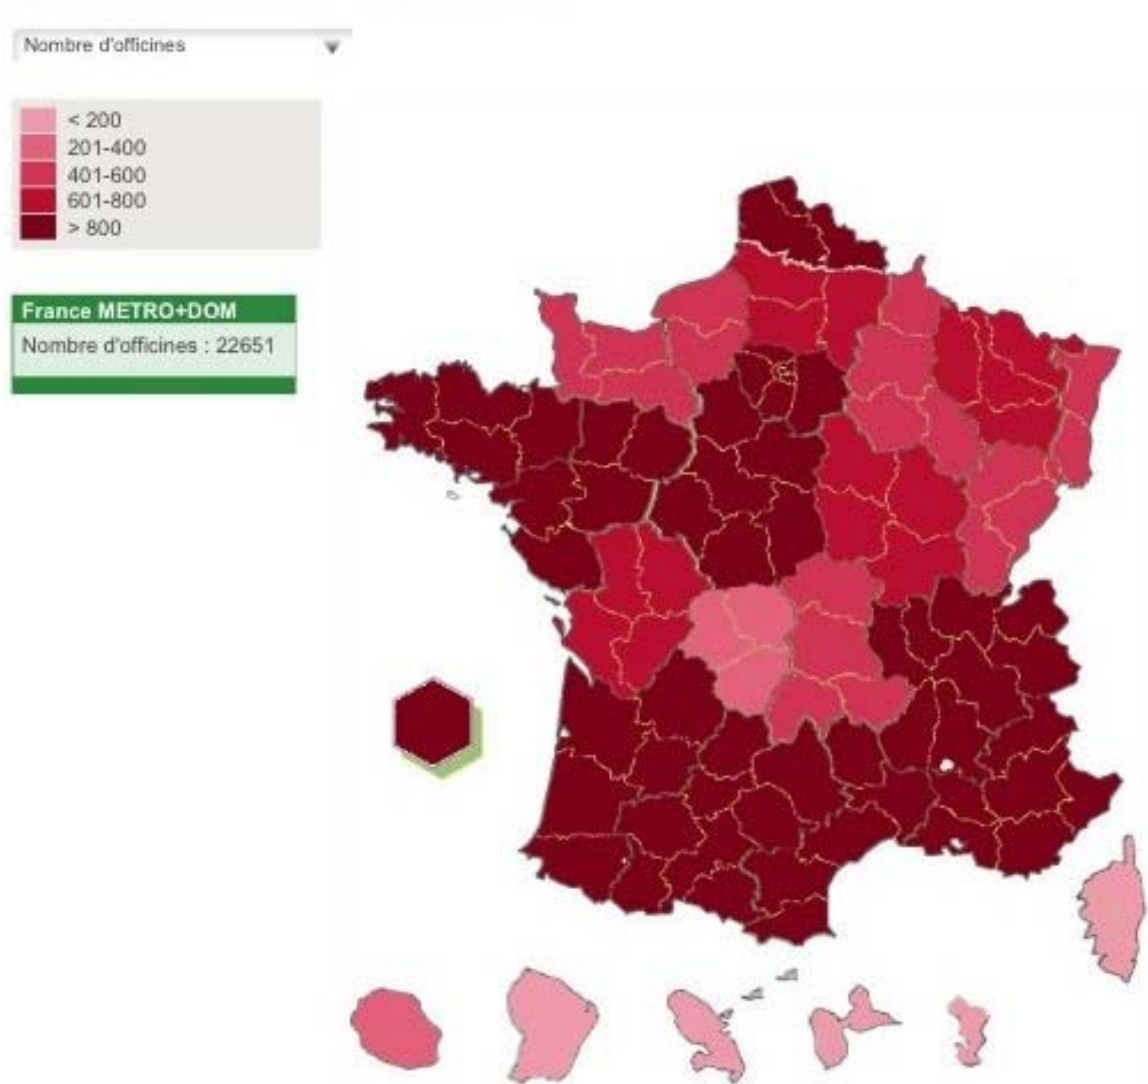 Nombre d'officines
< 200
201-400
401-600
601-800
> 800
France METRO+DOM
Nombre d'officines : 22651